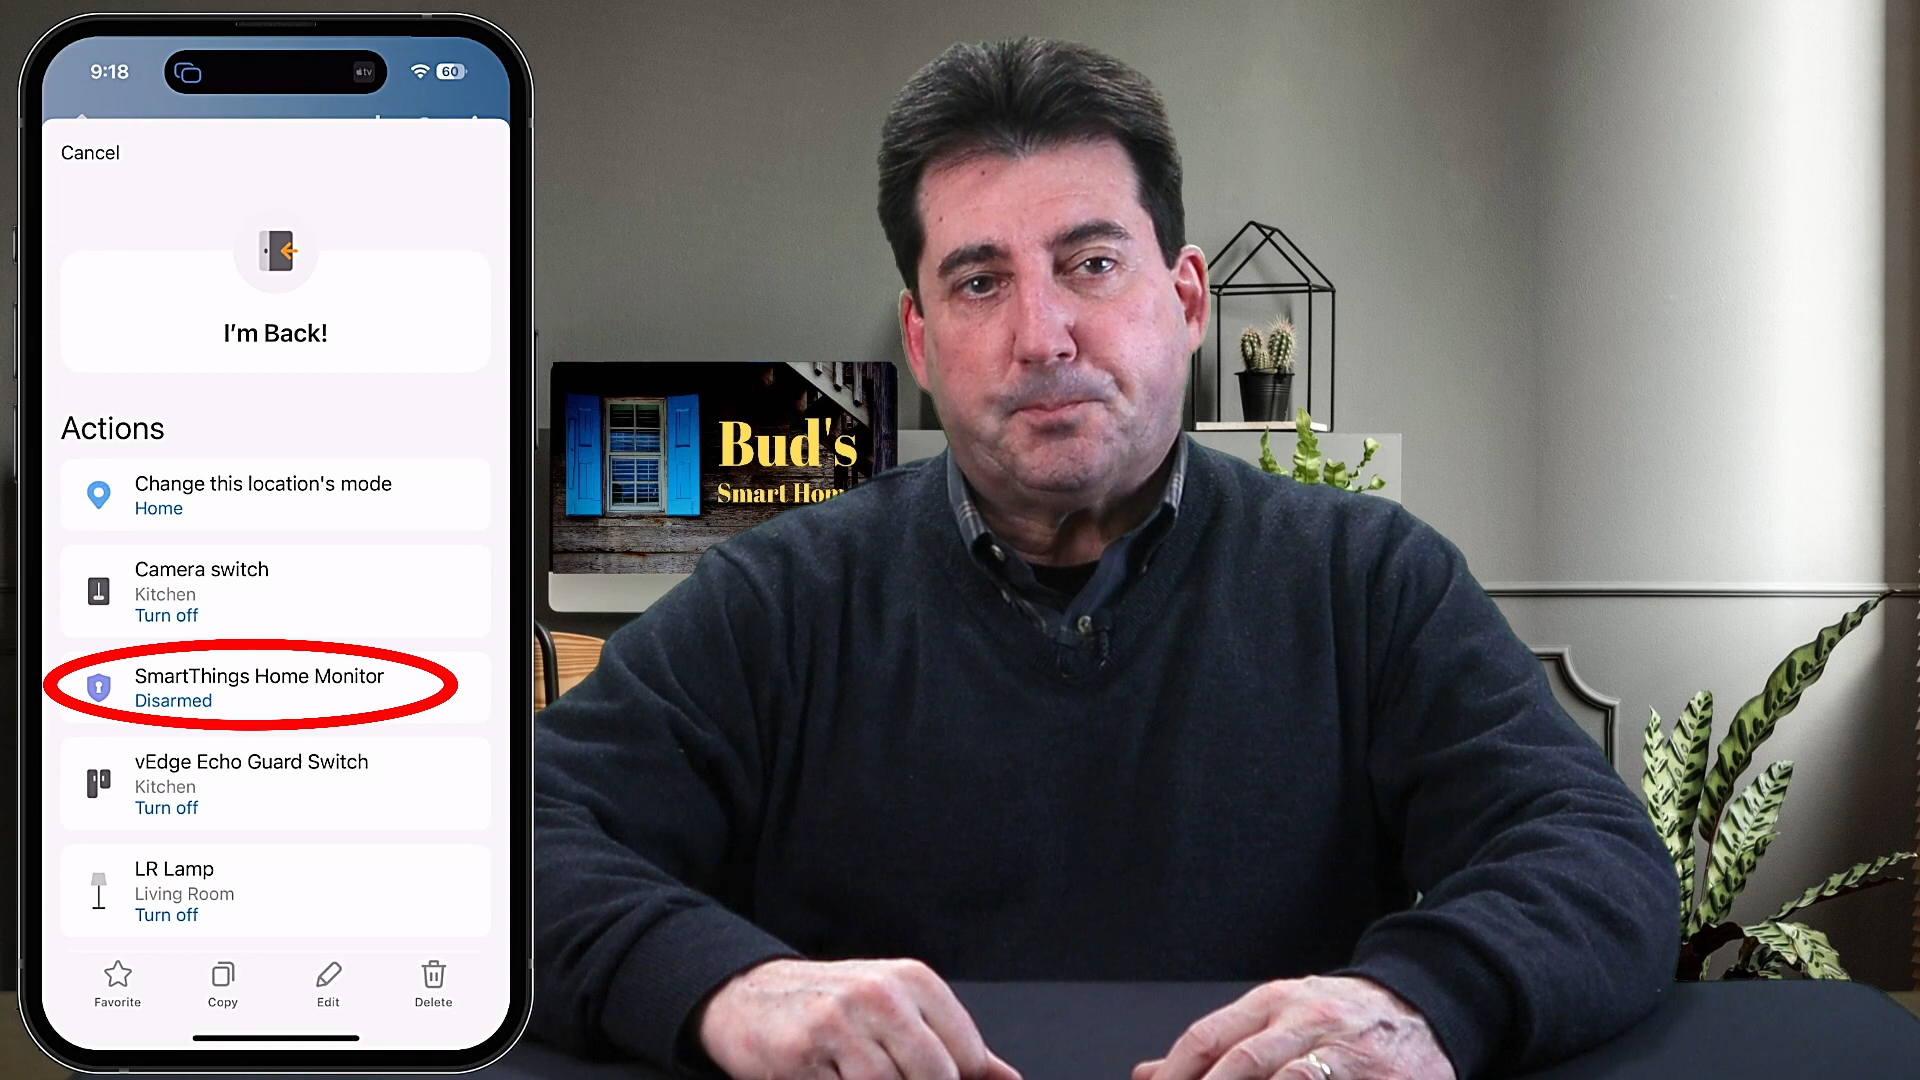 9:18
tv
60
Cancel
I'm Back!
Actions
Change this location's mode
Home
Camera switch
Kitchen
Turn off
SmartThings Home Monitor
Disarmed
vEdge Echo Guard Switch
Kitchen
Turn off
LR Lamp
Living Room
Turn off
Favorite
Copy
Edit
Delete
Bud's
Smart Hom